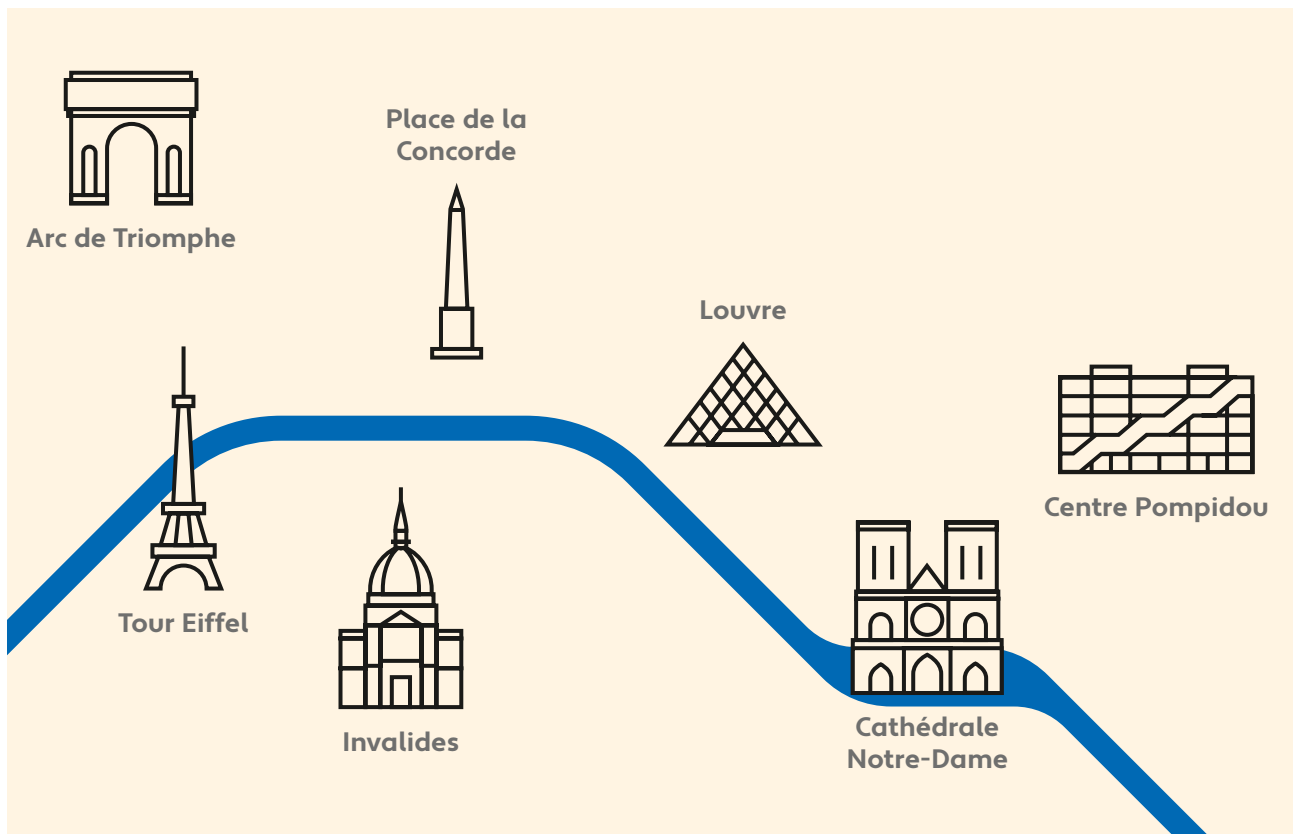 Place de la
Concorde
Arc de Triomphe
Louvre
Centre Pompidou
Tour Eiffel
Invalides
Cathédrale
Notre-Dame